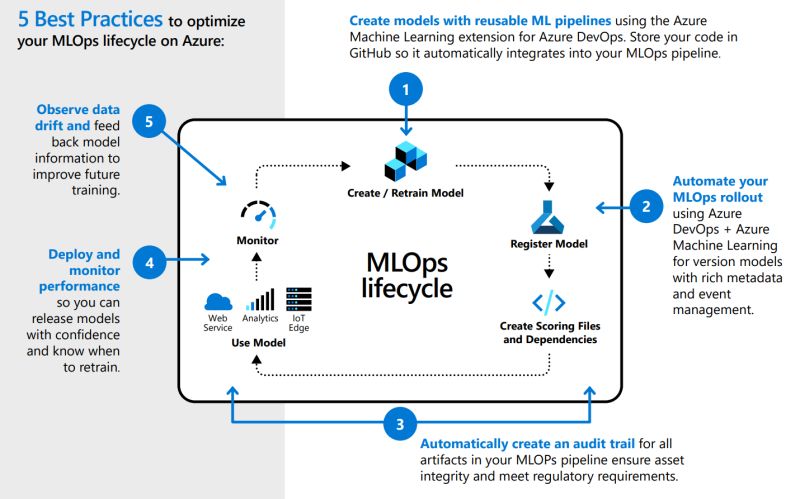 5 Best Practices to optimize
your MLOps lifecycle on Azure:
Create models with reusable ML pipelines using the Azure
Machine Learning extension for Azure DevOps. Store your code in
GitHub so it automatically integrates into your MLOps pipeline.
1
Observe data
drift and feed
back model
information to
improve future
training.
5
Create / Retrain Model
Automate your
MLOps rollout
using Azure
DevOps + Azure
Machine Learning
for version models
with rich metadata
and event
management.
2
Monitor
Register Model
MLOps
lifecycle
Deploy and
monitor
performance
so you can
release models
with confidence
and know when
to retrain.
4
Web
Service
Analytics
IoT
Edge
Use Model
Create Scoring Files
and Dependencies
3
Automatically create an audit trail for all
artifacts in your MLOPs pipeline ensure asset
integrity and meet regulatory requirements.